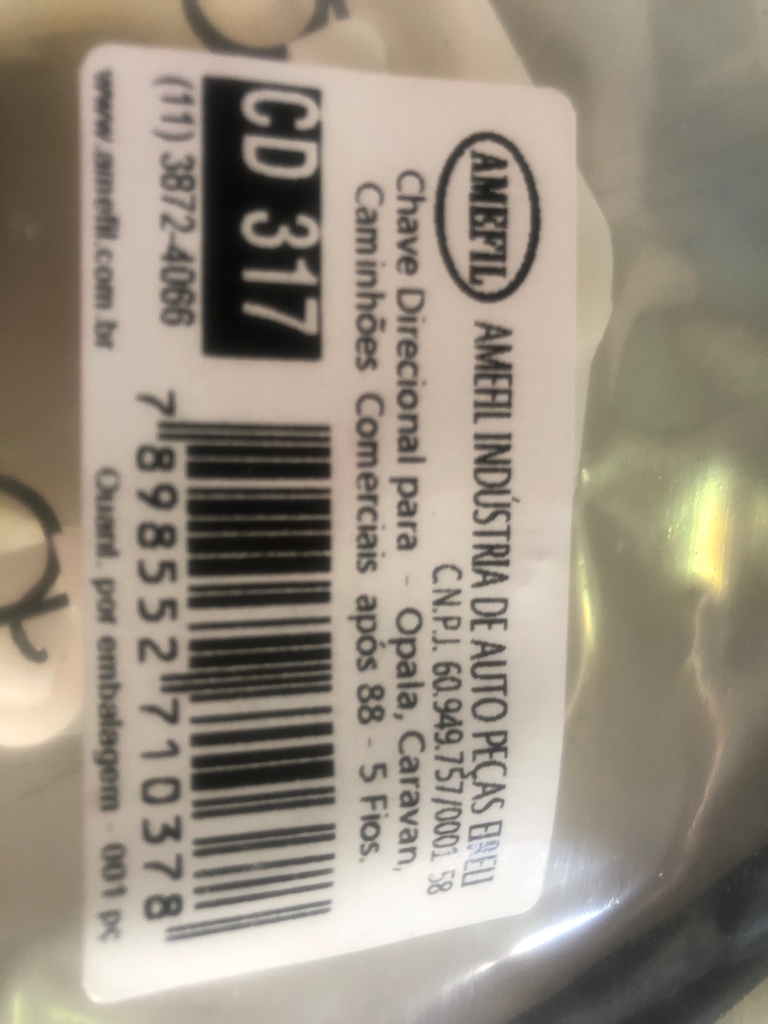 AMEFIL
AMEFIL INDÚSTRIA DE AUTO PEÇAS EIRELI
C.N.P.J. 60.949.757/0001 58
Chave Direcional para - Opala, Caravan,
Caminhões Comerciais após 88 - 5 Fios.
CD 317
(11) 3872-4066
www.amefil.com.br
7 898552 710378
Quant. por embalagem - 001 pç